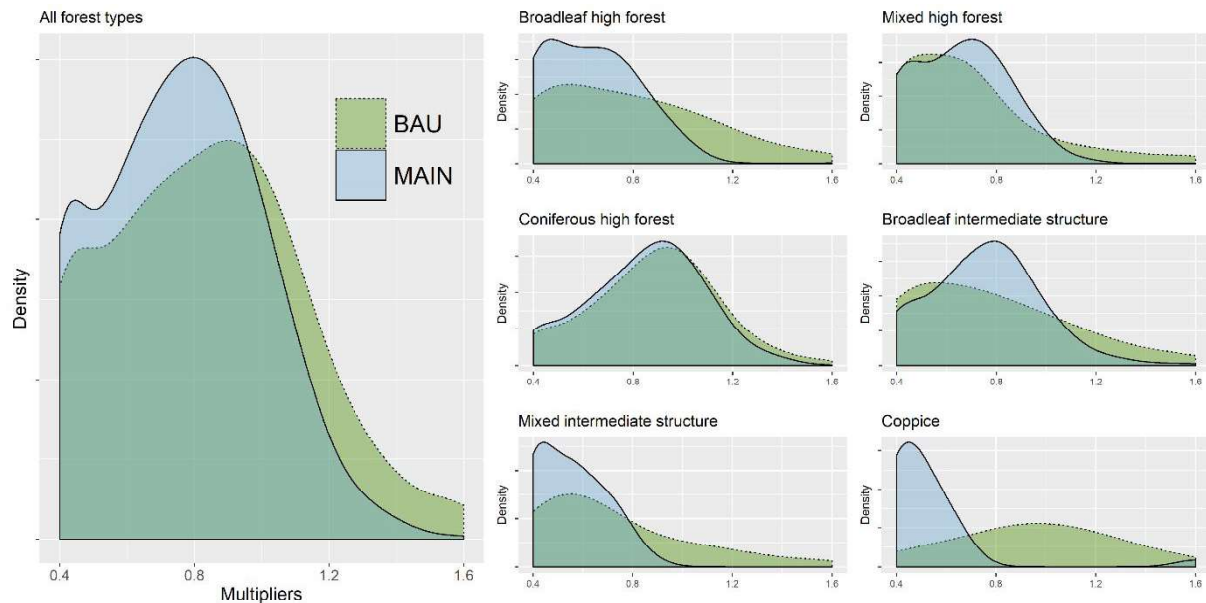 All forest types
BAU
MAIN
Density
0.4
0.8
1.2
1.6
Multipliers
Broadleaf high forest
Density
0.4
0.8
1.2
1.6
Mixed high forest
Density
0.4
0.8
1.2
1.6
Coniferous high forest
Density
0.4
0.8
1.2
1.6
Broadleaf intermediate structure
Density
0.4
0.8
1.2
1.6
Mixed intermediate structure
Density
0.4
0.8
1.2
1.6
Coppice
Density
0.4
0.8
1.2
1.6